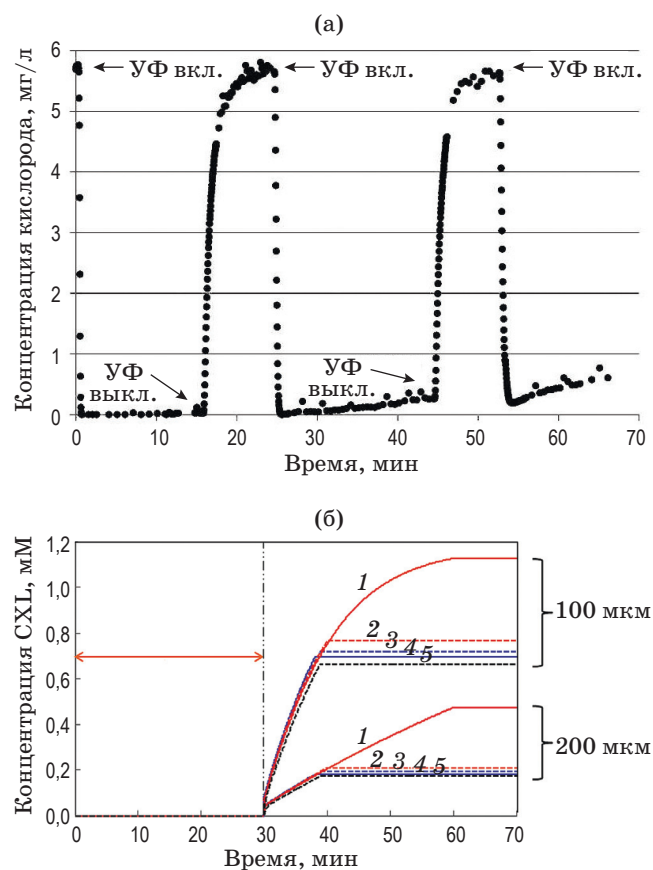 (а)
Концентрация кислорода, мг/л
6
5
4
3
2
1
0
УФ вкл.
УФ вкл.
УФ вкл.
УФ
выкл.
УФ
выкл.
0 10 20 30 40 50 60 70
Время, мин
(б)
Концентрация CXL, мМ
1,2
1,0
0,8
0,6
0,4
0,2
0,0
1
2 3 4 5
100 мкм
1
2 3 4 5
200 мкм
0 10 20 30 40 50 60 70
Время, мин